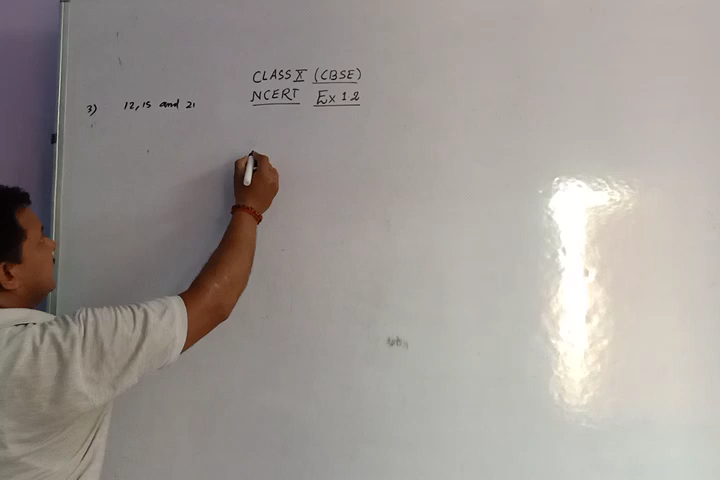 CLASS X (CBSE)
NCERT Ex 1.2
3) 12, 15 and 21